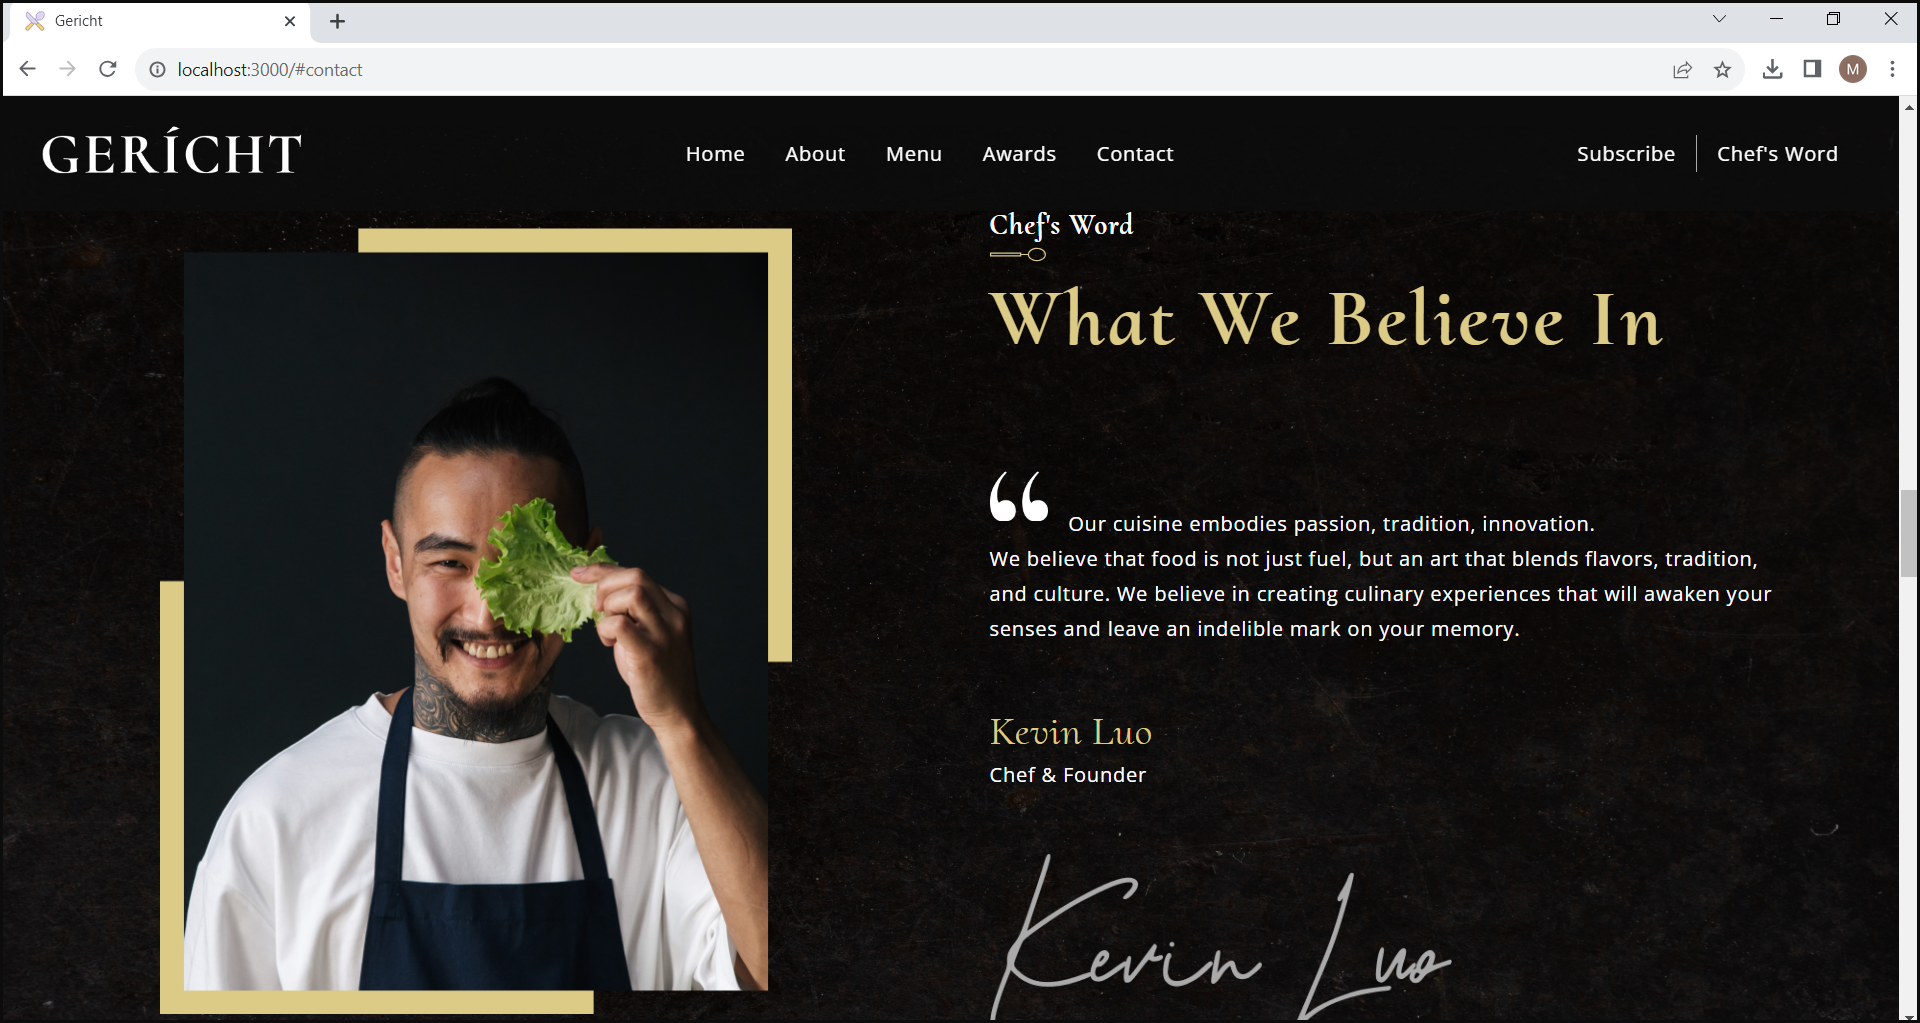 Gericht
localhost:3000/#contact
M
GERÍCHT
Home About Menu Awards Contact
Subscribe Chef's Word
Chef's Word
What We Believe In
“ Our cuisine embodies passion, tradition, innovation.
We believe that food is not just fuel, but an art that blends flavors, tradition,
and culture. We believe in creating culinary experiences that will awaken your
senses and leave an indelible mark on your memory.
Kevin Luo
Chef & Founder
Kevin Luo